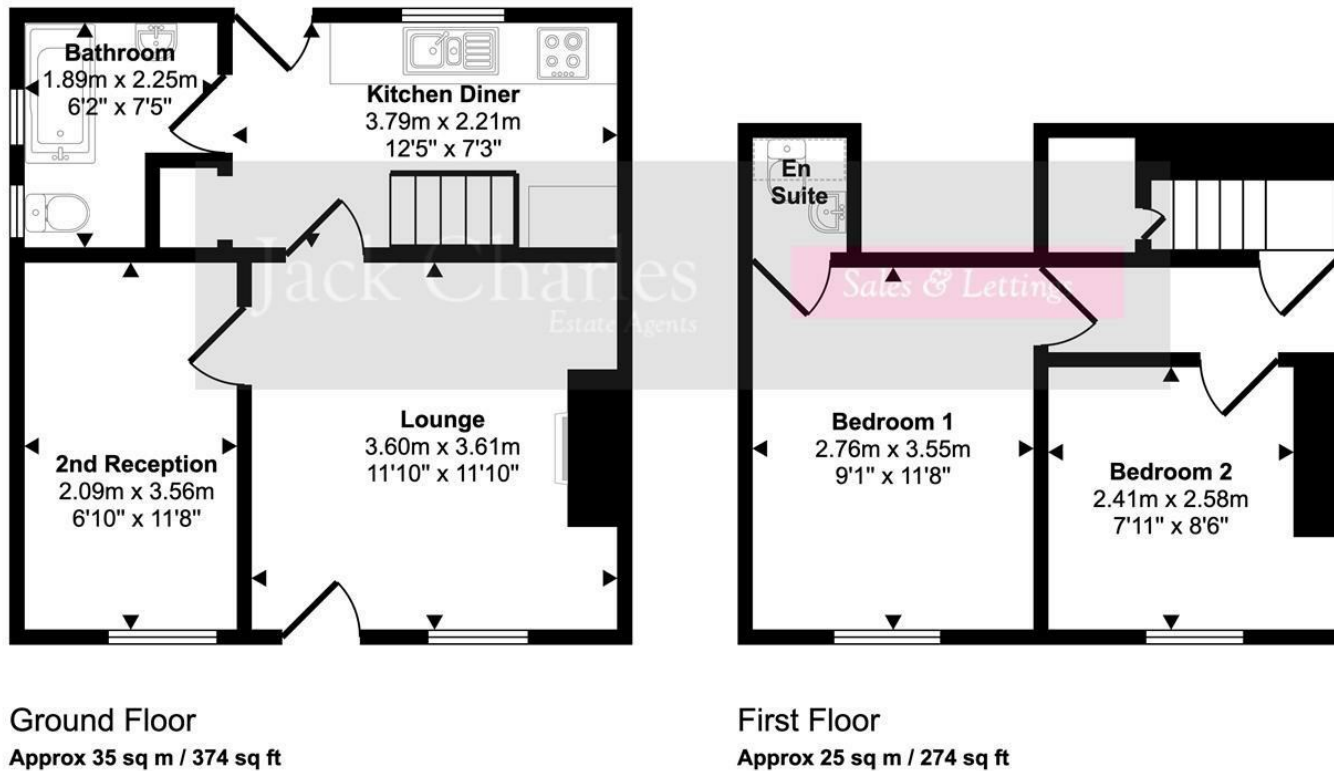 Bathroom
1.89m x 2.25m
6'2" x 7'5"
Kitchen Diner
3.79m x 2.21m
12'5" x 7'3"
En
Suite
Jack Charles
Estate Agents
Sales & Lettings
2nd Reception
2.09m x 3.56m
6'10" x 11'8"
Lounge
3.60m x 3.61m
11'10" x 11'10"
Bedroom 1
2.76m x 3.55m
9'1" x 11'8"
Bedroom 2
2.41m x 2.58m
7'11" x 8'6"
Ground Floor
Approx 35 sq m / 374 sq ft
First Floor
Approx 25 sq m / 274 sq ft